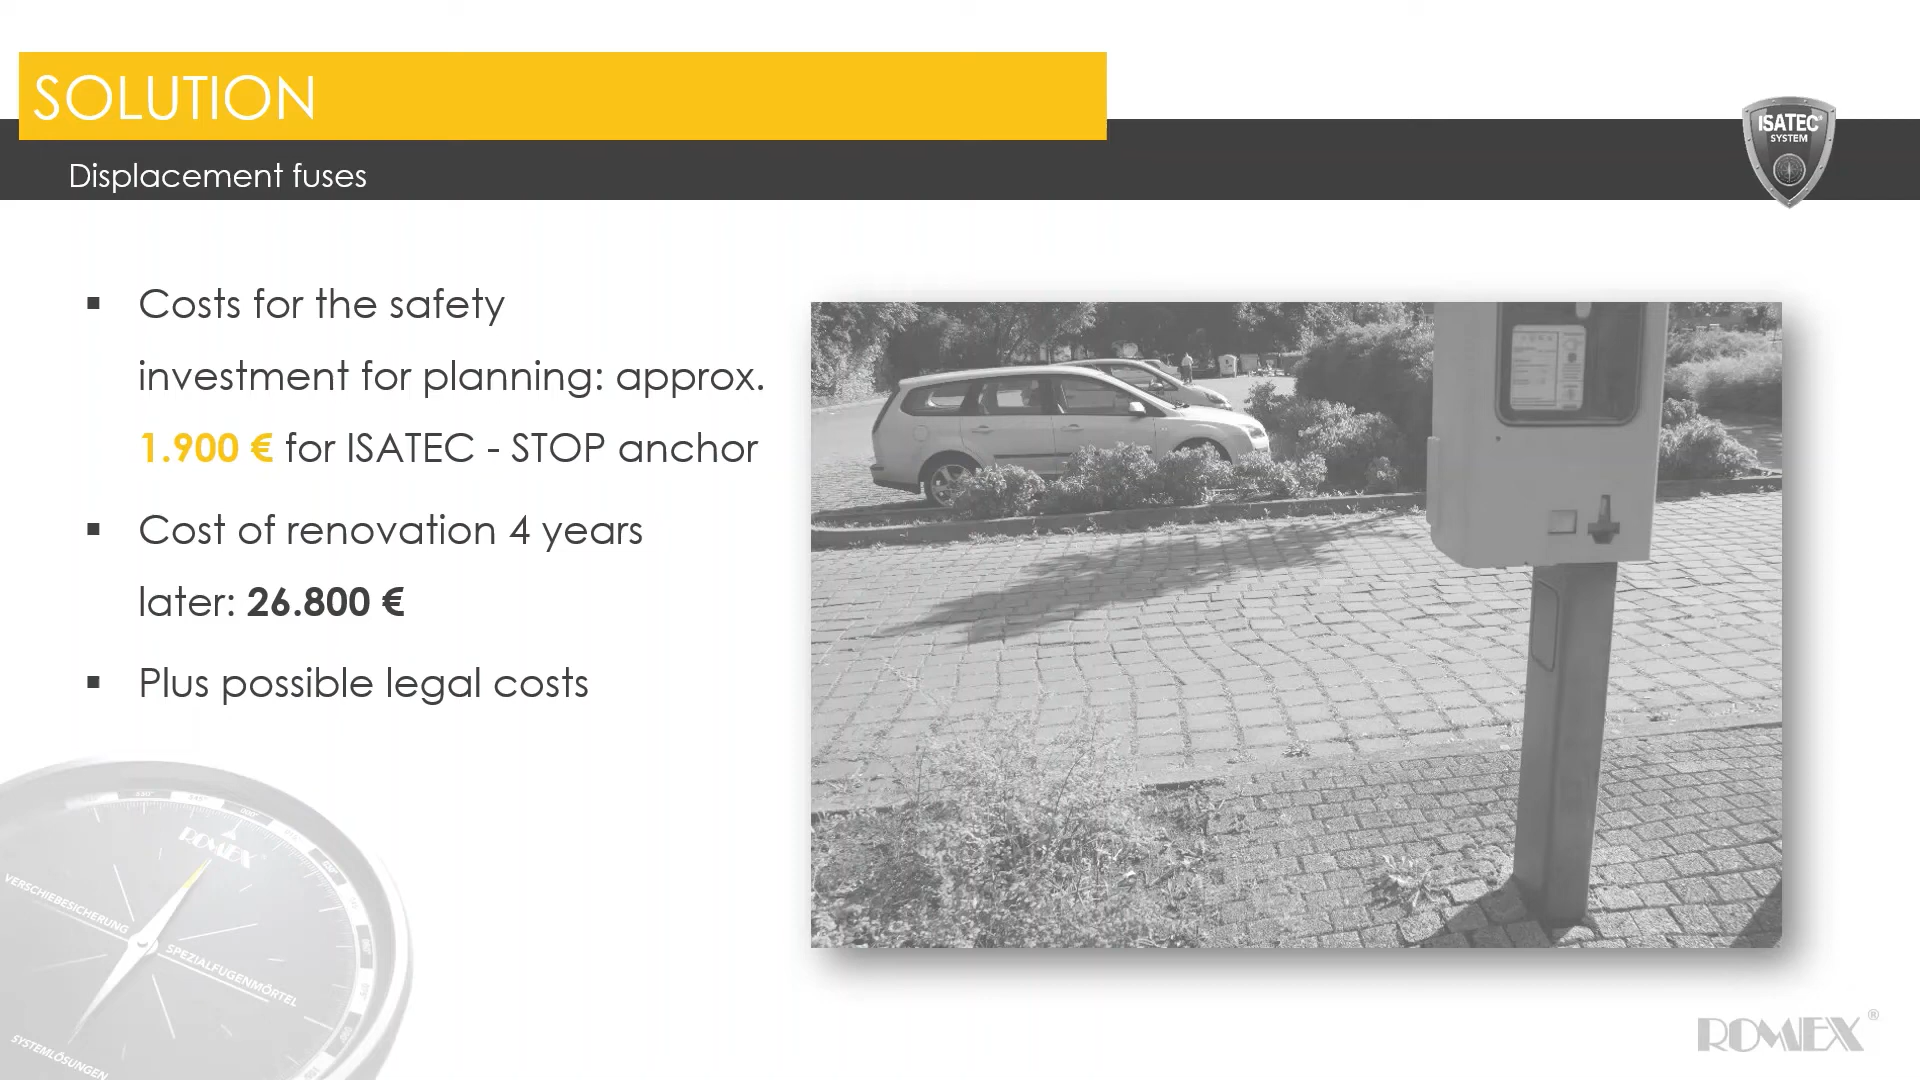 SOLUTION
Displacement fuses
ISATEC®
SYSTEM
▪ Costs for the safety
investment for planning: approx.
1.900 € for ISATEC - STOP anchor
▪ Cost of renovation 4 years
later: 26.800 €
▪ Plus possible legal costs
ROMEX
VERSCHIEBESICHERUNG
SPEZIALFUGENMÖRTEL
SYSTEMLÖSUNGEN
ROMEX®